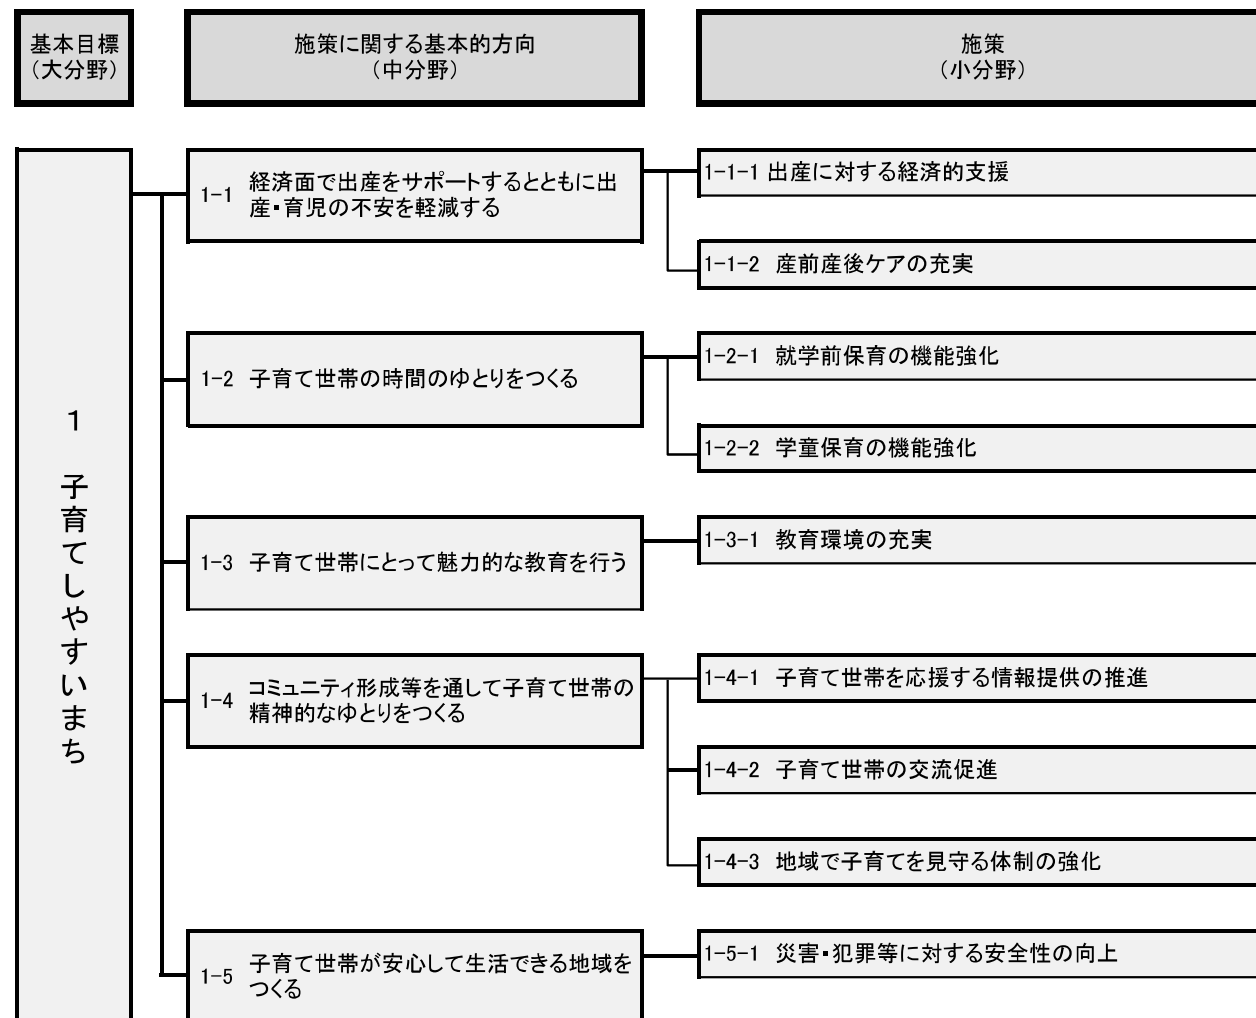 基本目標
（大分野）
施策に関する基本的方向
（中分野）
施策
（小分野）
1 子育てしやすいまち
1-1 経済面で出産をサポートするとともに出
産・育児の不安を軽減する
1-1-1 出産に対する経済的支援
1-1-2 産前産後ケアの充実
1-2 子育て世帯の時間のゆとりをつくる
1-2-1 就学前保育の機能強化
1-2-2 学童保育の機能強化
1-3 子育て世帯にとって魅力的な教育を行う
1-3-1 教育環境の充実
1-4 コミュニティ形成等を通して子育て世帯の
精神的なゆとりをつくる
1-4-1 子育て世帯を応援する情報提供の推進
1-4-2 子育て世帯の交流促進
1-4-3 地域で子育てを見守る体制の強化
1-5 子育て世帯が安心して生活できる地域を
つくる
1-5-1 災害・犯罪等に対する安全性の向上